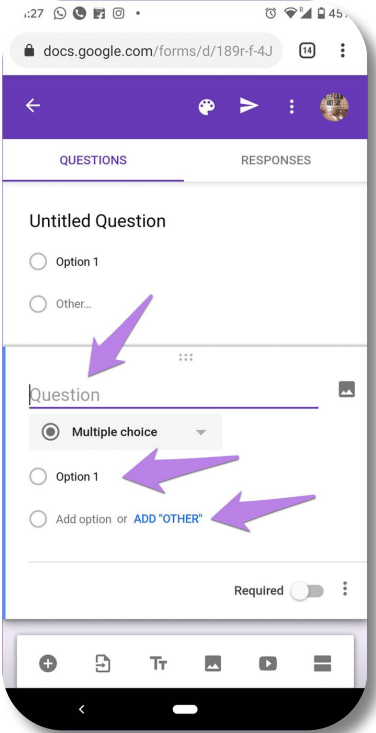 :27
45
docs.google.com/forms/d/189r-f-4J
14
QUESTIONS RESPONSES
Untitled Question
Option 1
Other...
Question
Multiple choice
Option 1
Add option or ADD "OTHER"
Required
Tт